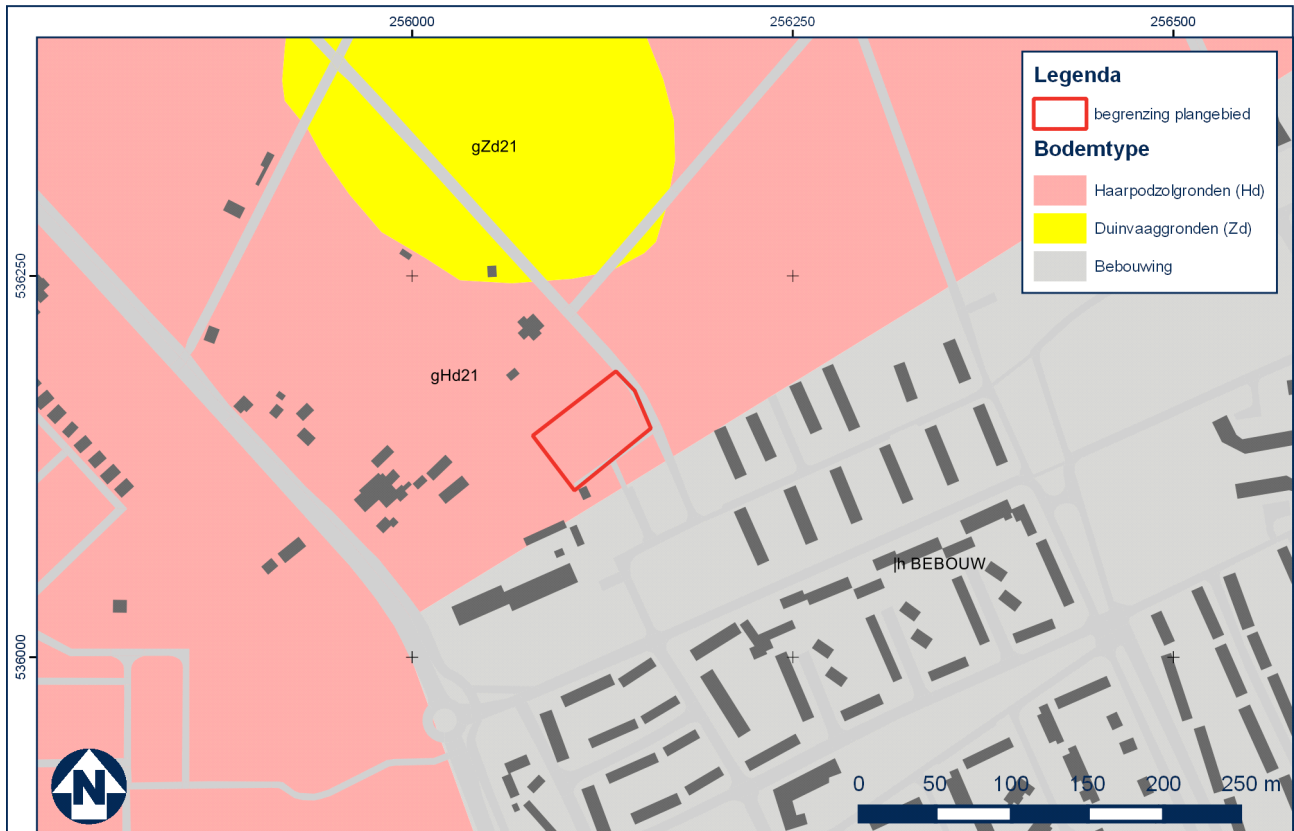 256000
256250
256500
Legenda
begrenzing plangebied
Bodemtype
Haarpodzolgronden (Hd)
Duinvaaggronden (Zd)
Bebouwing
gZd21
536250
gHd21
|h BEBOUW
536000
N
0 50 100 150 200 250 m